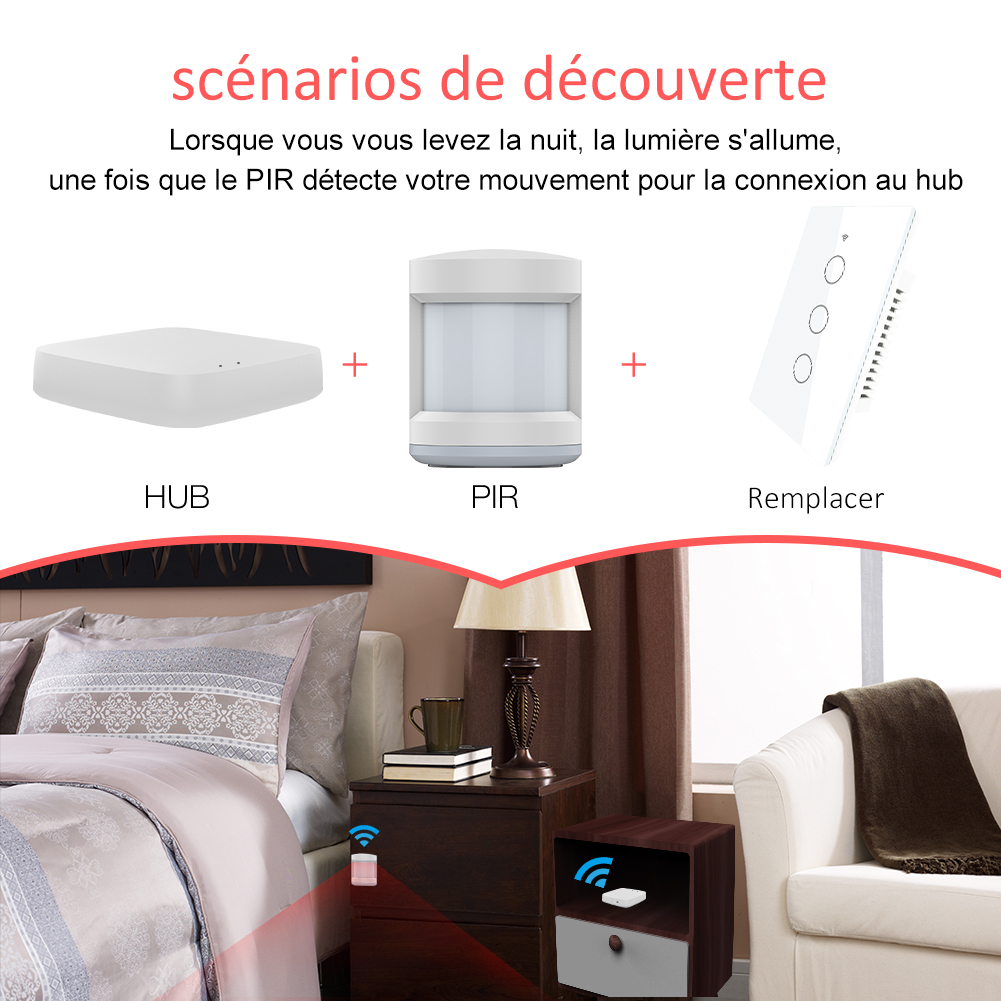 scénarios de découverte
Lorsque vous vous levez la nuit, la lumière s'allume,
une fois que le PIR détecte votre mouvement pour la connexion au hub
HUB
PIR
Remplacer